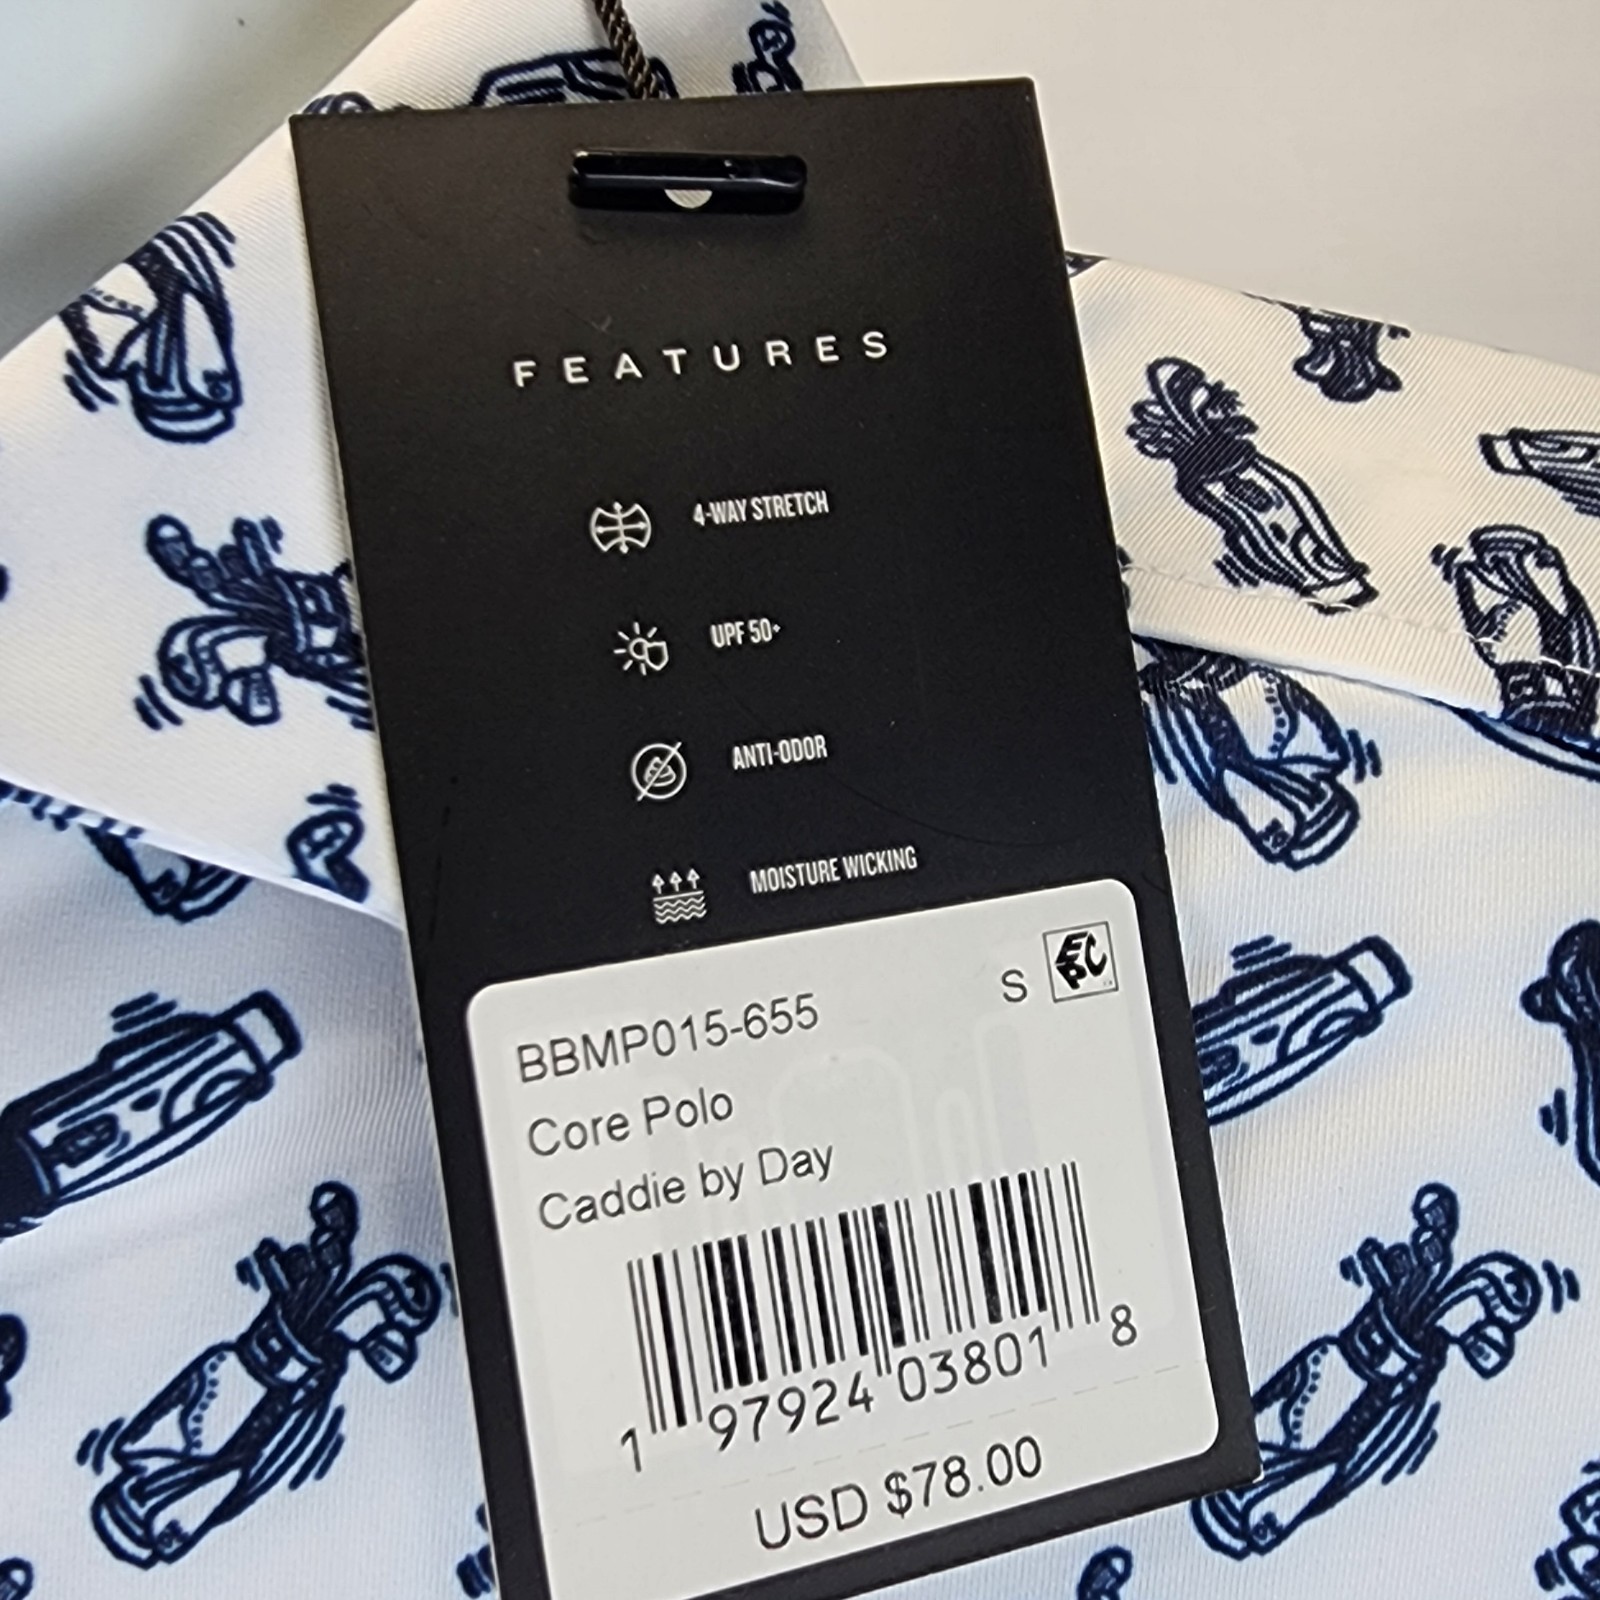 FEATURES
4-WAY STRETCH
UPF 50+
ANTI-ODOR
MOISTURE WICKING
BBMP015-655 S EPC
Core Polo
Caddie by Day
1 97924 03801 8
USD $78.00